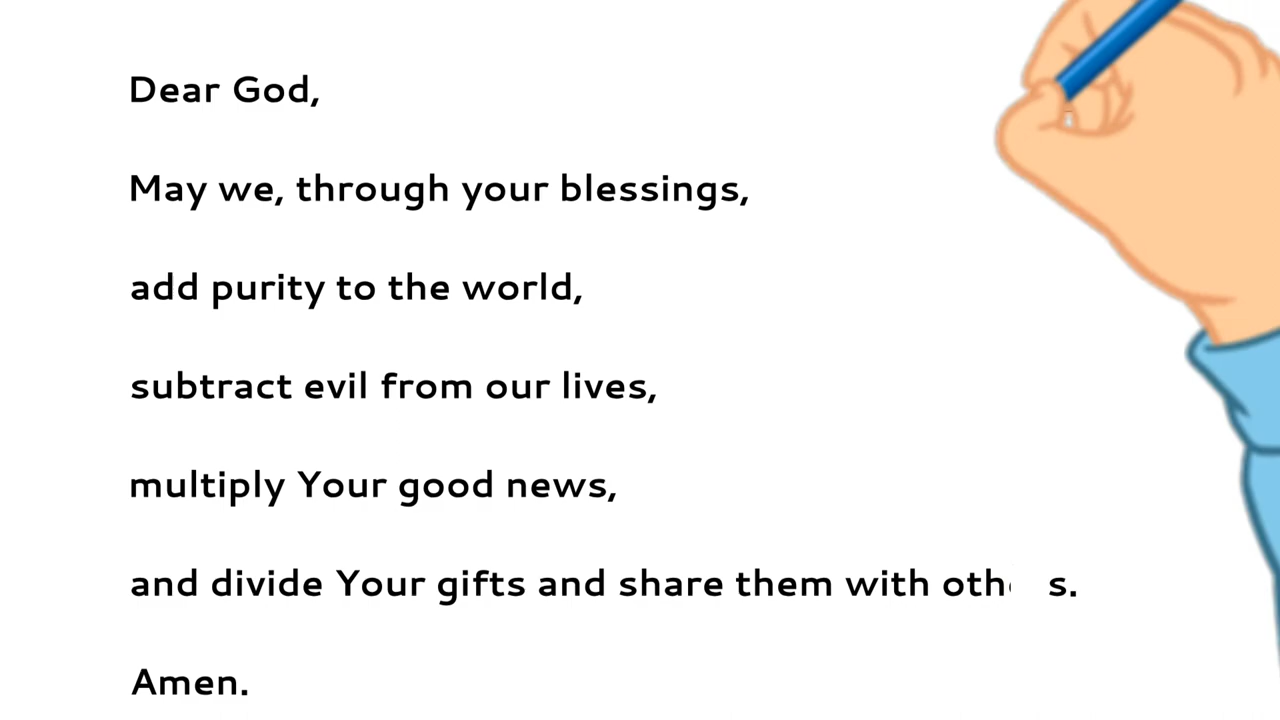 Dear God,
May we, through your blessings,
add purity to the world,
subtract evil from our lives,
multiply Your good news,
and divide Your gifts and share them with
Amen.